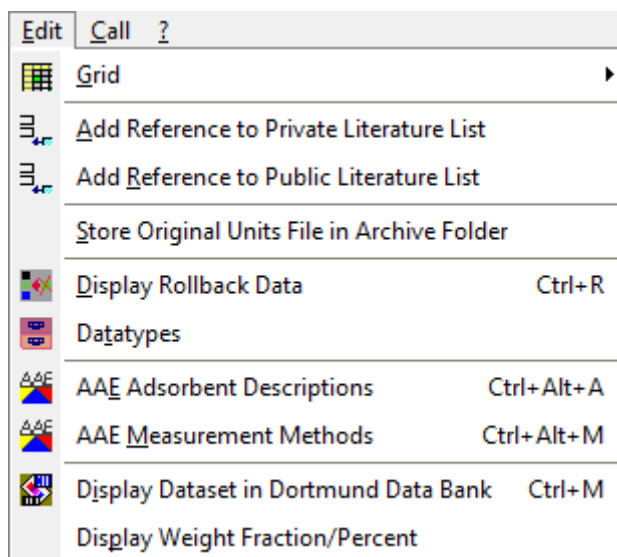 Edit Call ?
Grid
Add Reference to Private Literature List
Add Reference to Public Literature List
Store Original Units File in Archive Folder
Display Rollback Data Ctrl+R
Datatypes
AAE Adsorbent Descriptions Ctrl+Alt+A
AAE Measurement Methods Ctrl+Alt+M
Display Dataset in Dortmund Data Bank Ctrl+M
Display Weight Fraction/Percent